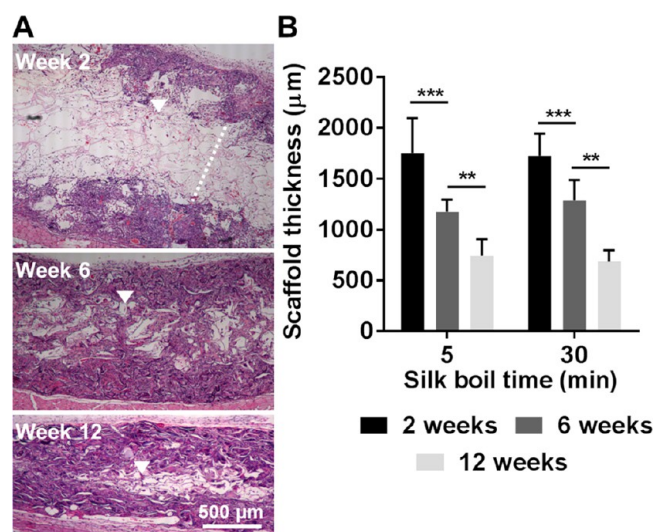 A
Week 2
Week 6
Week 12
500 μm
B
Scaffold thickness (μm)
2500
2000
1500
1000
500
0
*** ** *** **
5 30
Silk boil time (min)
2 weeks 6 weeks
12 weeks